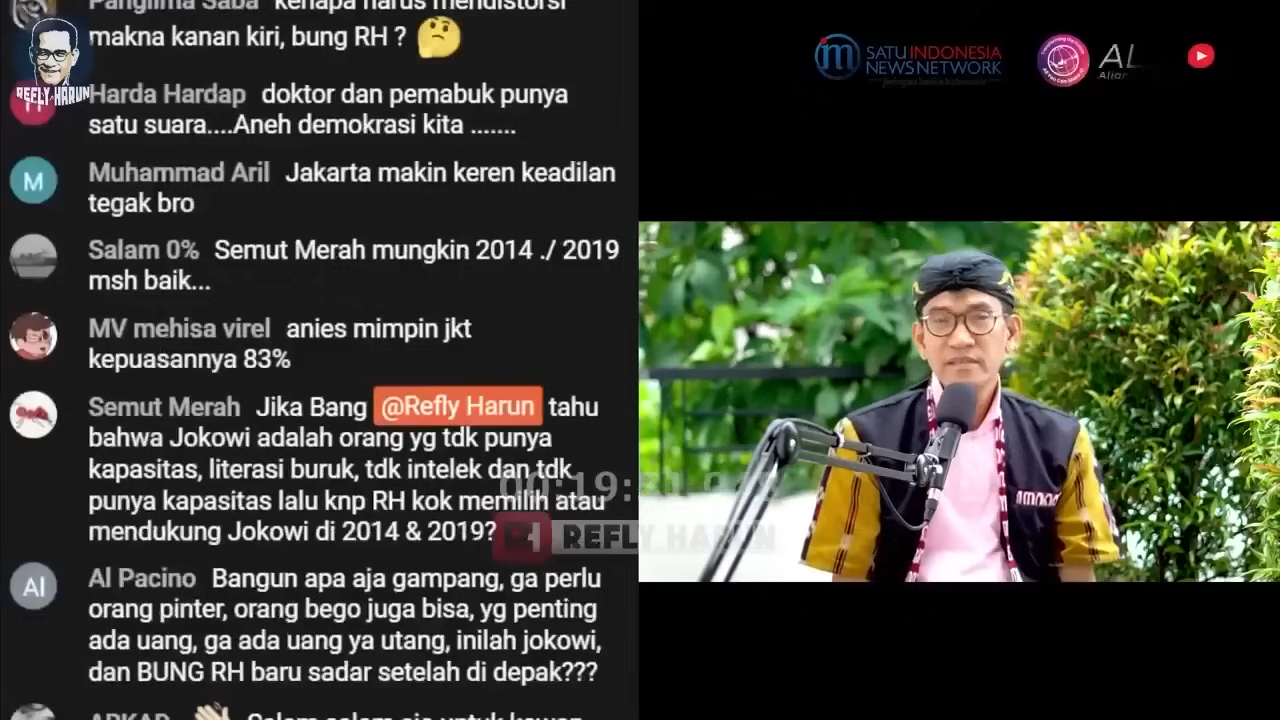 Panglima Saba kenapa harus mendistorsi
makna kanan kiri, bung RH ? 🤔
REFLY HARUN
Harda Hardap doktor dan pemabuk punya
satu suara....Aneh demokrasi kita .......
M
Muhammad Aril Jakarta makin keren keadilan
tegak bro
Salam 0% Semut Merah mungkin 2014 ./ 2019
msh baik...
MV mehisa virel anies mimpin jkt
kepuasannya 83%
Semut Merah Jika Bang @Refly Harun tahu
bahwa Jokowi adalah orang yg tdk punya
kapasitas, literasi buruk, tdk intelek dan tdk
punya kapasitas lalu knp RH kok memilih atau
mendukung Jokowi di 2014 & 2019?
Al
Al Pacino Bangun apa aja gampang, ga perlu
orang pinter, orang bego juga bisa, yg penting
ada uang, ga ada uang ya utang, inilah jokowi,
dan BUNG RH baru sadar setelah di depak???
SATU INDONESIA
NEWS NETWORK
AL
REFLY HARUN